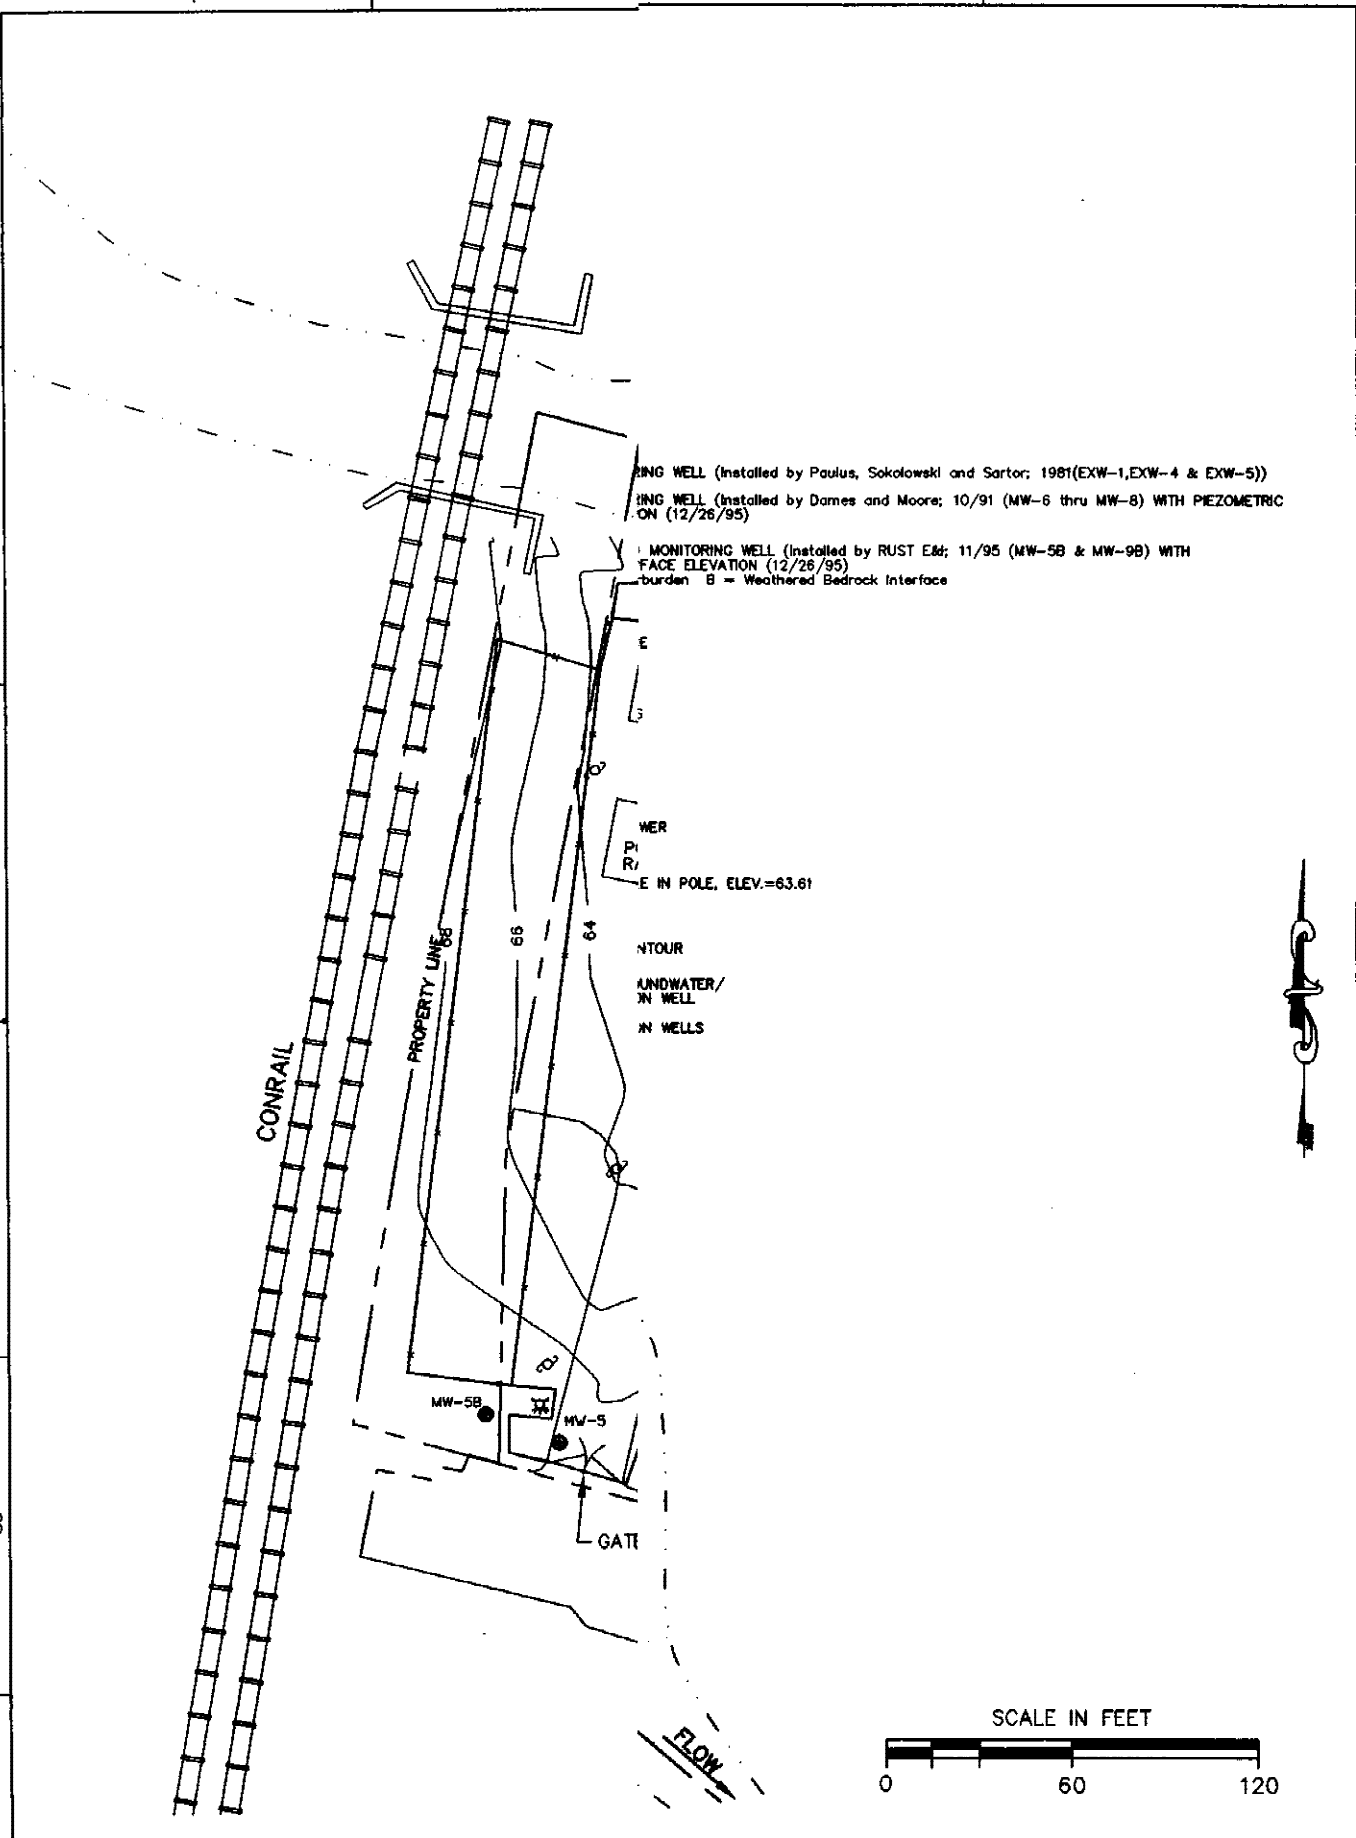 RING WELL (Installed by Paulus, Sokolowski and Sartor; 1981(EXW-1,EXW-4 & EXW-5))
RING WELL (Installed by Dames and Moore; 10/91 (MW-6 thru MW-8) WITH PIEZOMETRIC
ON (12/26/95)
MONITORING WELL (Installed by RUST E&I; 11/95 (MW-5B & MW-9B) WITH
FACE ELEVATION (12/26/95)
burden B = Weathered Bedrock Interface
E
WER
E IN POLE, ELEV.=63.61
NTOUR
UNDWATER/
ON WELL
ON WELLS
68
66
64
PROPERTY LINE
CONRAIL
MW-5B
MW-5
GATE
FLOW
SCALE IN FEET
0 60 120